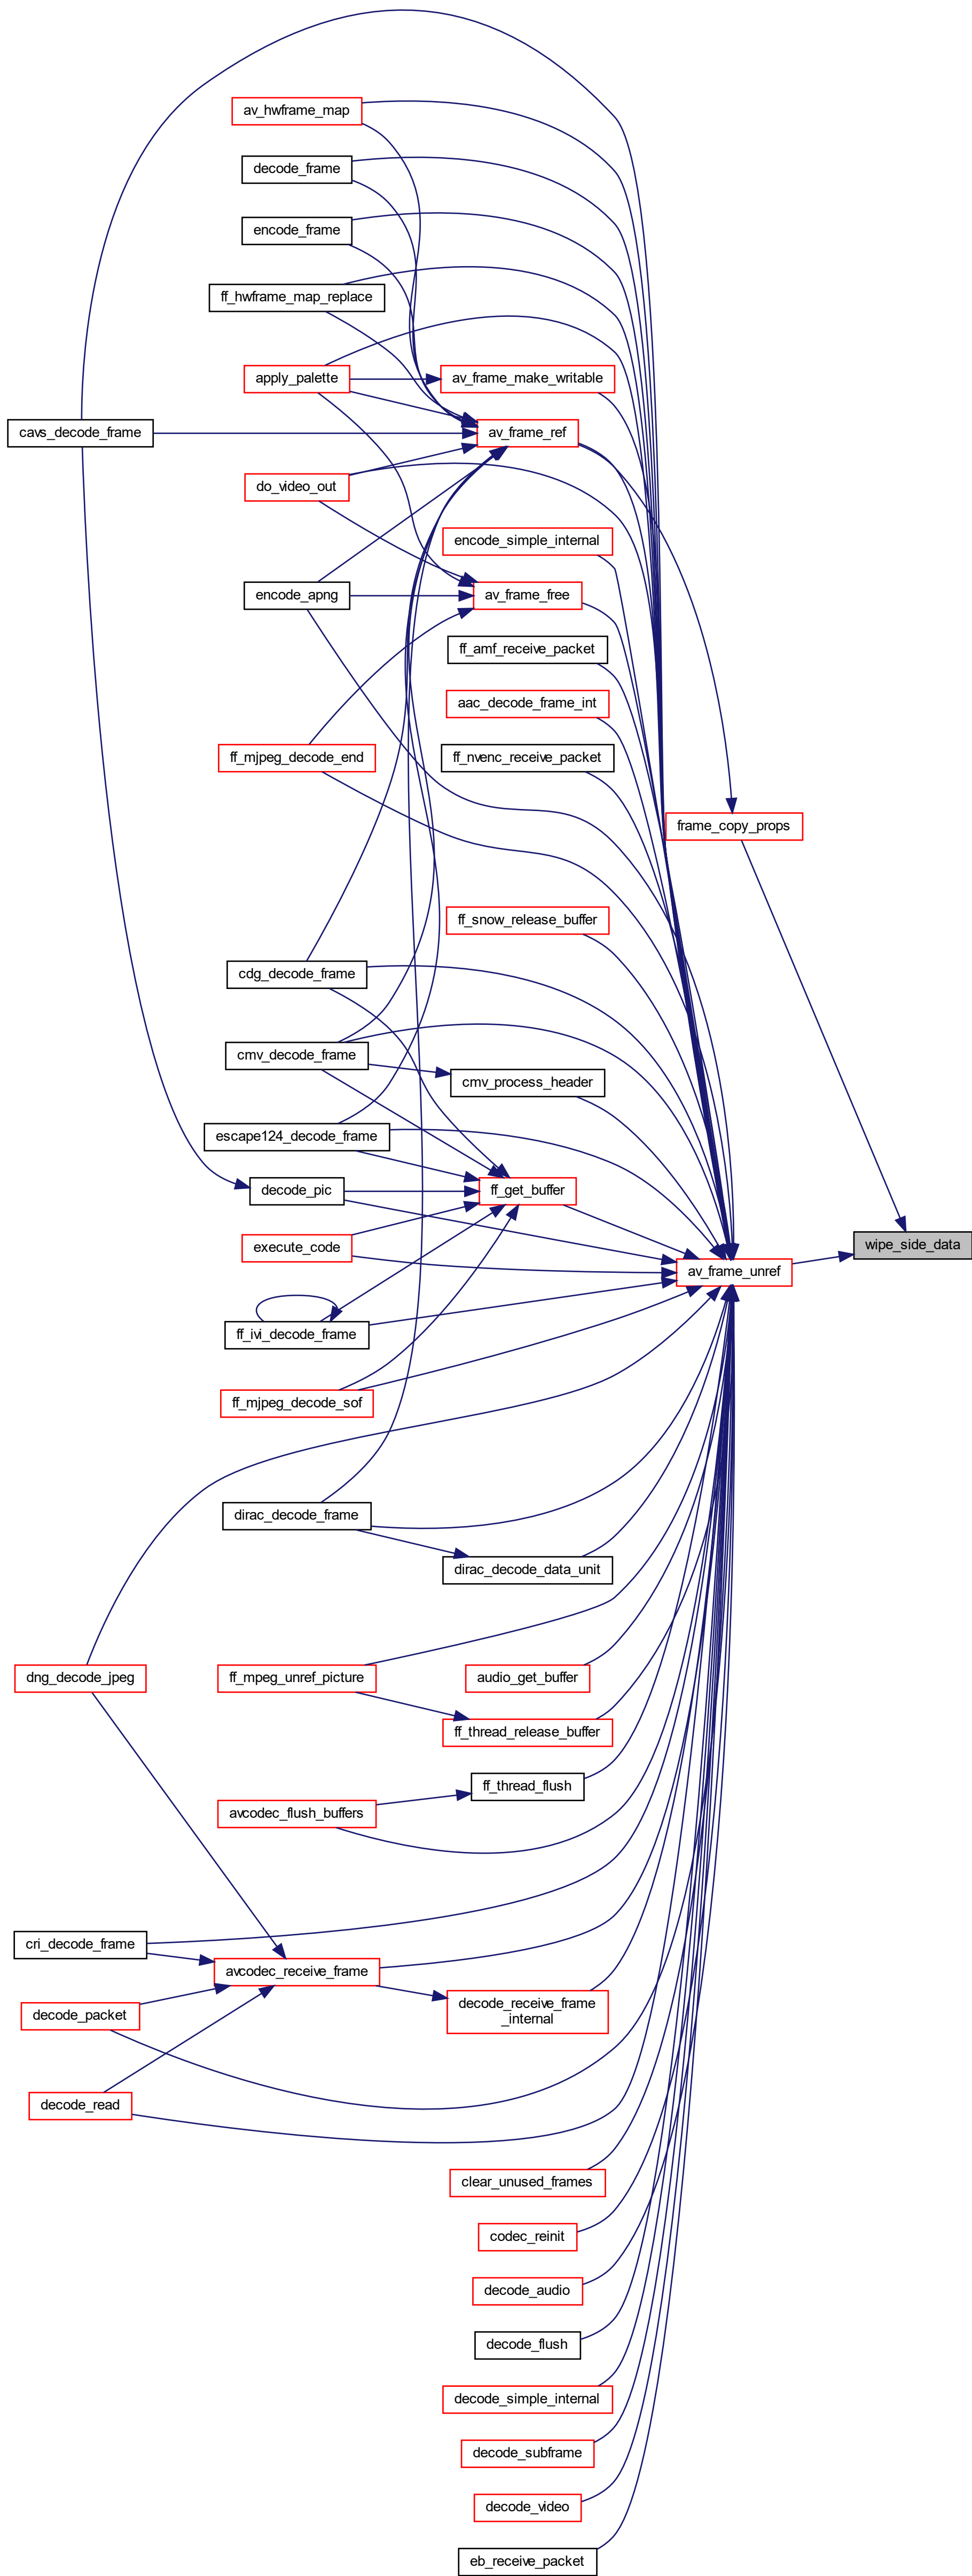 av_hwframe_map
decode_frame
encode_frame
ff_hwframe_map_replace
apply_palette
av_frame_make_writable
cavs_decode_frame
av_frame_ref
do_video_out
encode_simple_internal
encode_apng
av_frame_free
ff_amf_receive_packet
aac_decode_frame_int
ff_mjpeg_decode_end
ff_nvenc_receive_packet
frame_copy_props
ff_snow_release_buffer
cdg_decode_frame
cmv_decode_frame
cmv_process_header
escape124_decode_frame
decode_pic
ff_get_buffer
execute_code
wipe_side_data
av_frame_unref
ff_ivi_decode_frame
ff_mjpeg_decode_sof
dirac_decode_frame
dirac_decode_data_unit
dng_decode_jpeg
ff_mpeg_unref_picture
audio_get_buffer
ff_thread_release_buffer
ff_thread_flush
avcodec_flush_buffers
cri_decode_frame
avcodec_receive_frame
decode_packet
decode_receive_frame
_internal
decode_read
clear_unused_frames
codec_reinit
decode_audio
decode_flush
decode_simple_internal
decode_subframe
decode_video
eb_receive_packet